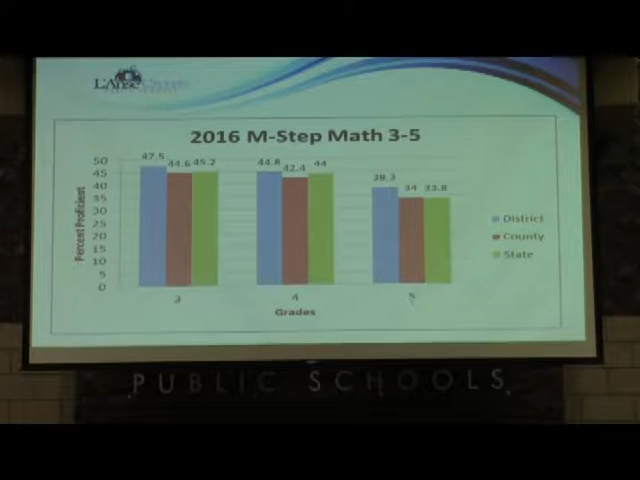 L'Anse Creuse
2016 M-Step Math 3-5
Percent Proficient
50
45
40
35
30
25
20
15
10
5
0
47.5 44.6 45.2
44.8 42.4 44
38.3 34 33.8
3 4 5
Grades
District
County
State
PUBLIC SCHOOLS